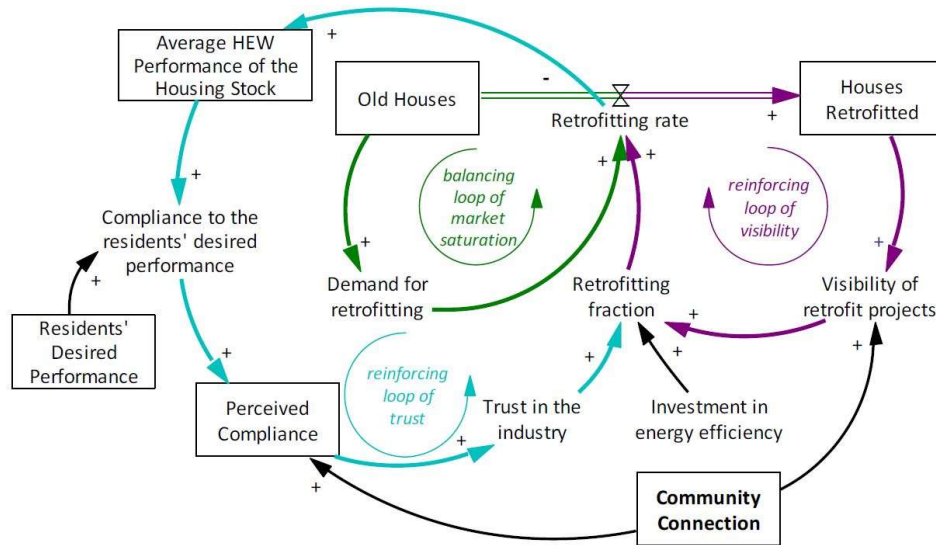 Average HEW
Performance of the
Housing Stock
+
Old Houses
-
Retrofitting rate
+
Houses
Retrofitted
+
+
+
balancing
loop of
market
saturation
reinforcing
loop of
visibility
Compliance to the
residents' desired
performance
+
+
+
Demand for
retrofitting
Retrofitting
fraction
Visibility of
retrofit projects
Residents'
Desired
Performance
+
+
+
+
+
reinforcing
loop of
trust
Perceived
Compliance
+
+
Trust in the
industry
Investment in
energy efficiency
Community
Connection